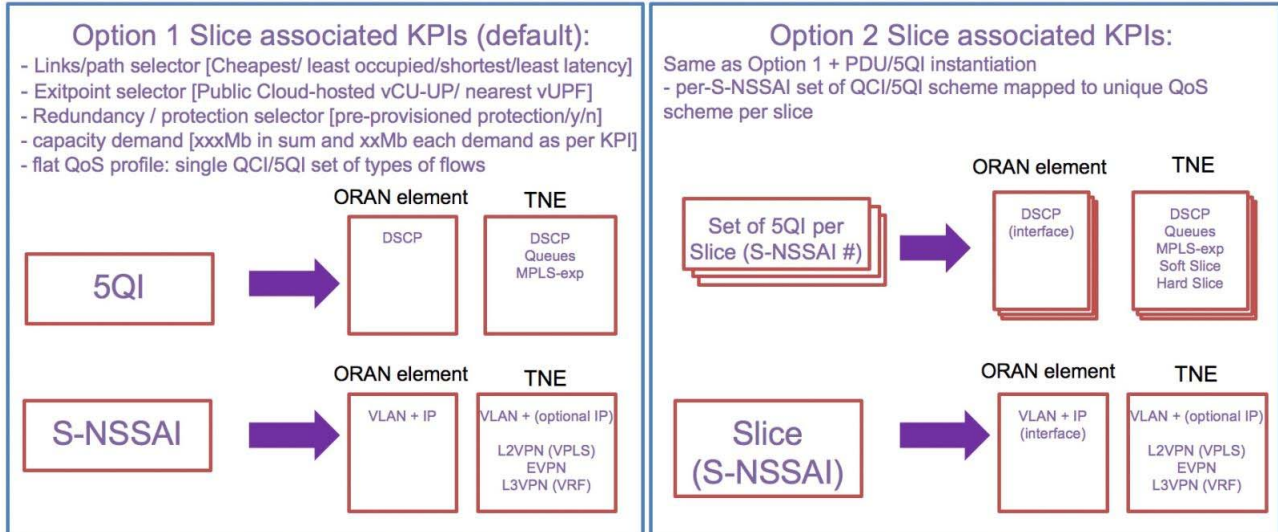 Option 1 Slice associated KPIs (default):
- Links/path selector [Cheapest/ least occupied/shortest/least latency]
- Exitpoint selector [Public Cloud-hosted vCU-UP/ nearest vUPF]
- Redundancy / protection selector [pre-provisioned protection/y/n]
- capacity demand [xxxMb in sum and xxMb each demand as per KPI]
- flat QoS profile: single QCI/5QI set of types of flows
ORAN element
TNE
5QI
DSCP
DSCP
Queues
MPLS-exp
ORAN element
TNE
S-NSSAI
VLAN + IP
VLAN + (optional IP)
L2VPN (VPLS)
EVPN
L3VPN (VRF)
Option 2 Slice associated KPIs:
Same as Option 1 + PDU/5QI instantiation
- per-S-NSSAI set of QCI/5QI scheme mapped to unique QoS
scheme per slice
ORAN element
TNE
Set of 5QI per
Slice (S-NSSAI #)
DSCP
(interface)
DSCP
Queues
MPLS-exp
Soft Slice
Hard Slice
ORAN element
TNE
Slice
(S-NSSAI)
VLAN + IP
(interface)
VLAN + (optional IP)
L2VPN (VPLS)
EVPN
L3VPN (VRF)